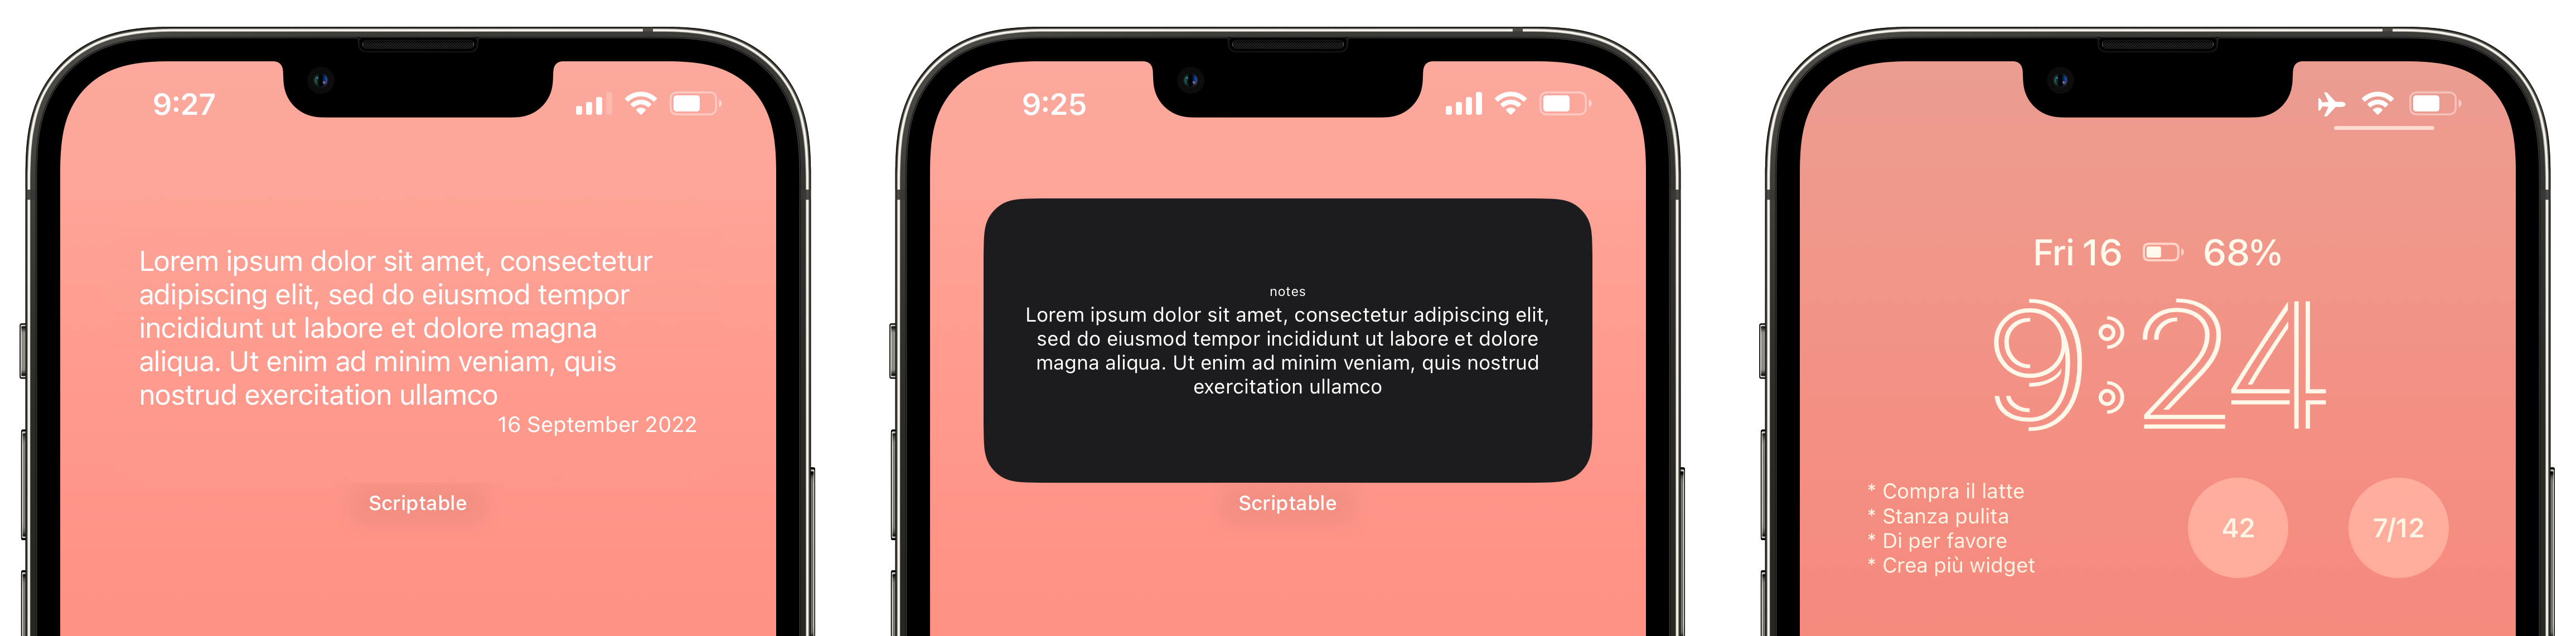 9:27
Lorem ipsum dolor sit amet, consectetur
adipiscing elit, sed do eiusmod tempor
incididunt ut labore et dolore magna
aliqua. Ut enim ad minim veniam, quis
nostrud exercitation ullamco
16 September 2022
Scriptable
9:25
notes
Lorem ipsum dolor sit amet, consectetur adipiscing elit,
sed do eiusmod tempor incididunt ut labore et dolore
magna aliqua. Ut enim ad minim veniam, quis nostrud
exercitation ullamco
Scriptable
Fri 16 68%
9:24
* Compra il latte
* Stanza pulita
* Di per favore
* Crea più widget
42
7/12